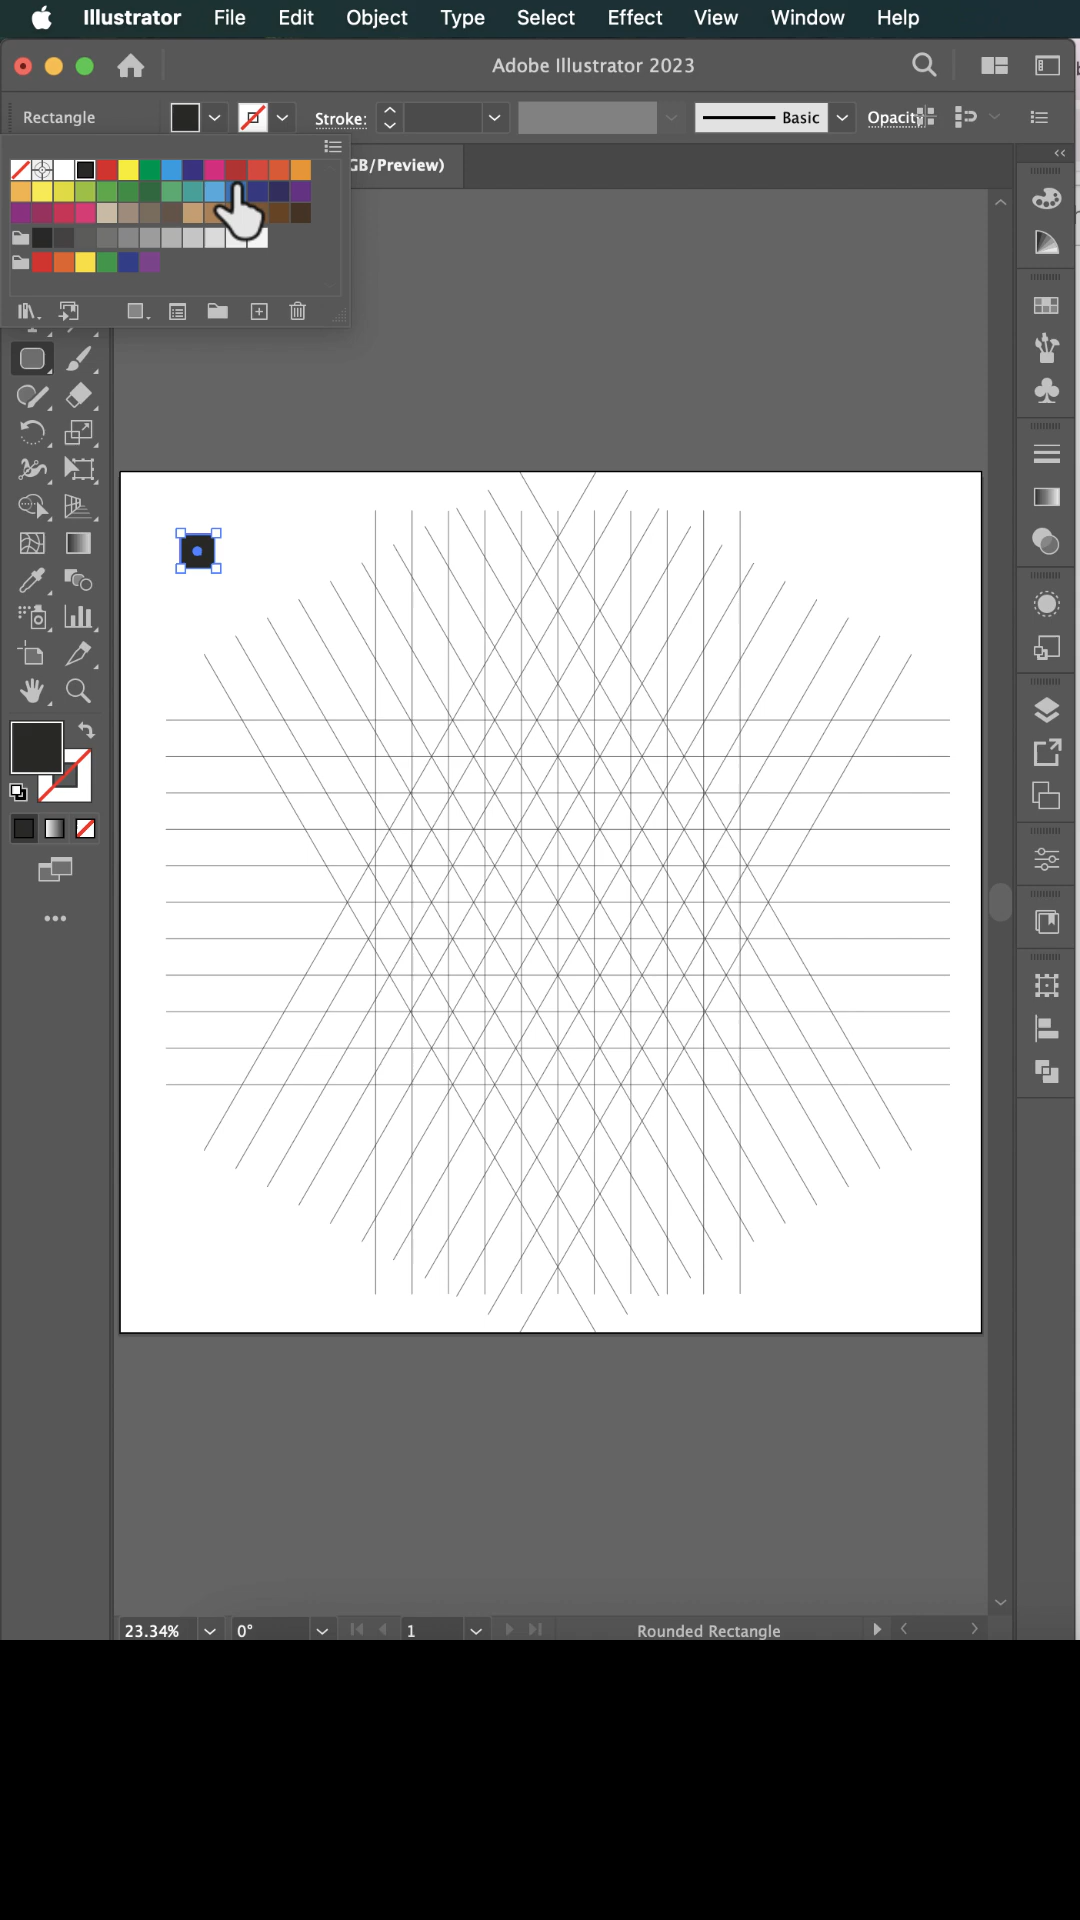 Illustrator File Edit Object Type Select Effect View Window Help
Adobe Illustrator 2023
Rectangle Stroke: Basic Opacity
GB/Preview)
23.34% 0° 1 Rounded Rectangle